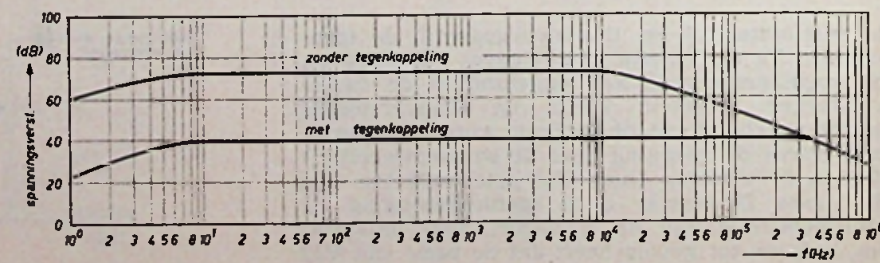 (dB)
80
60
40
20
0
spanningsverst.
zonder tegenkoppeling
met tegenkoppeling
10⁰ 2 3 4 5 6 8 10¹ 2 3 4 5 6 7 10² 2 3 4 5 6 8 10³ 2 3 4 5 6 8 10⁴ 2 3 4 5 6 8 10⁵ 2 3 4 5 6 8 10⁶
f(Hz)